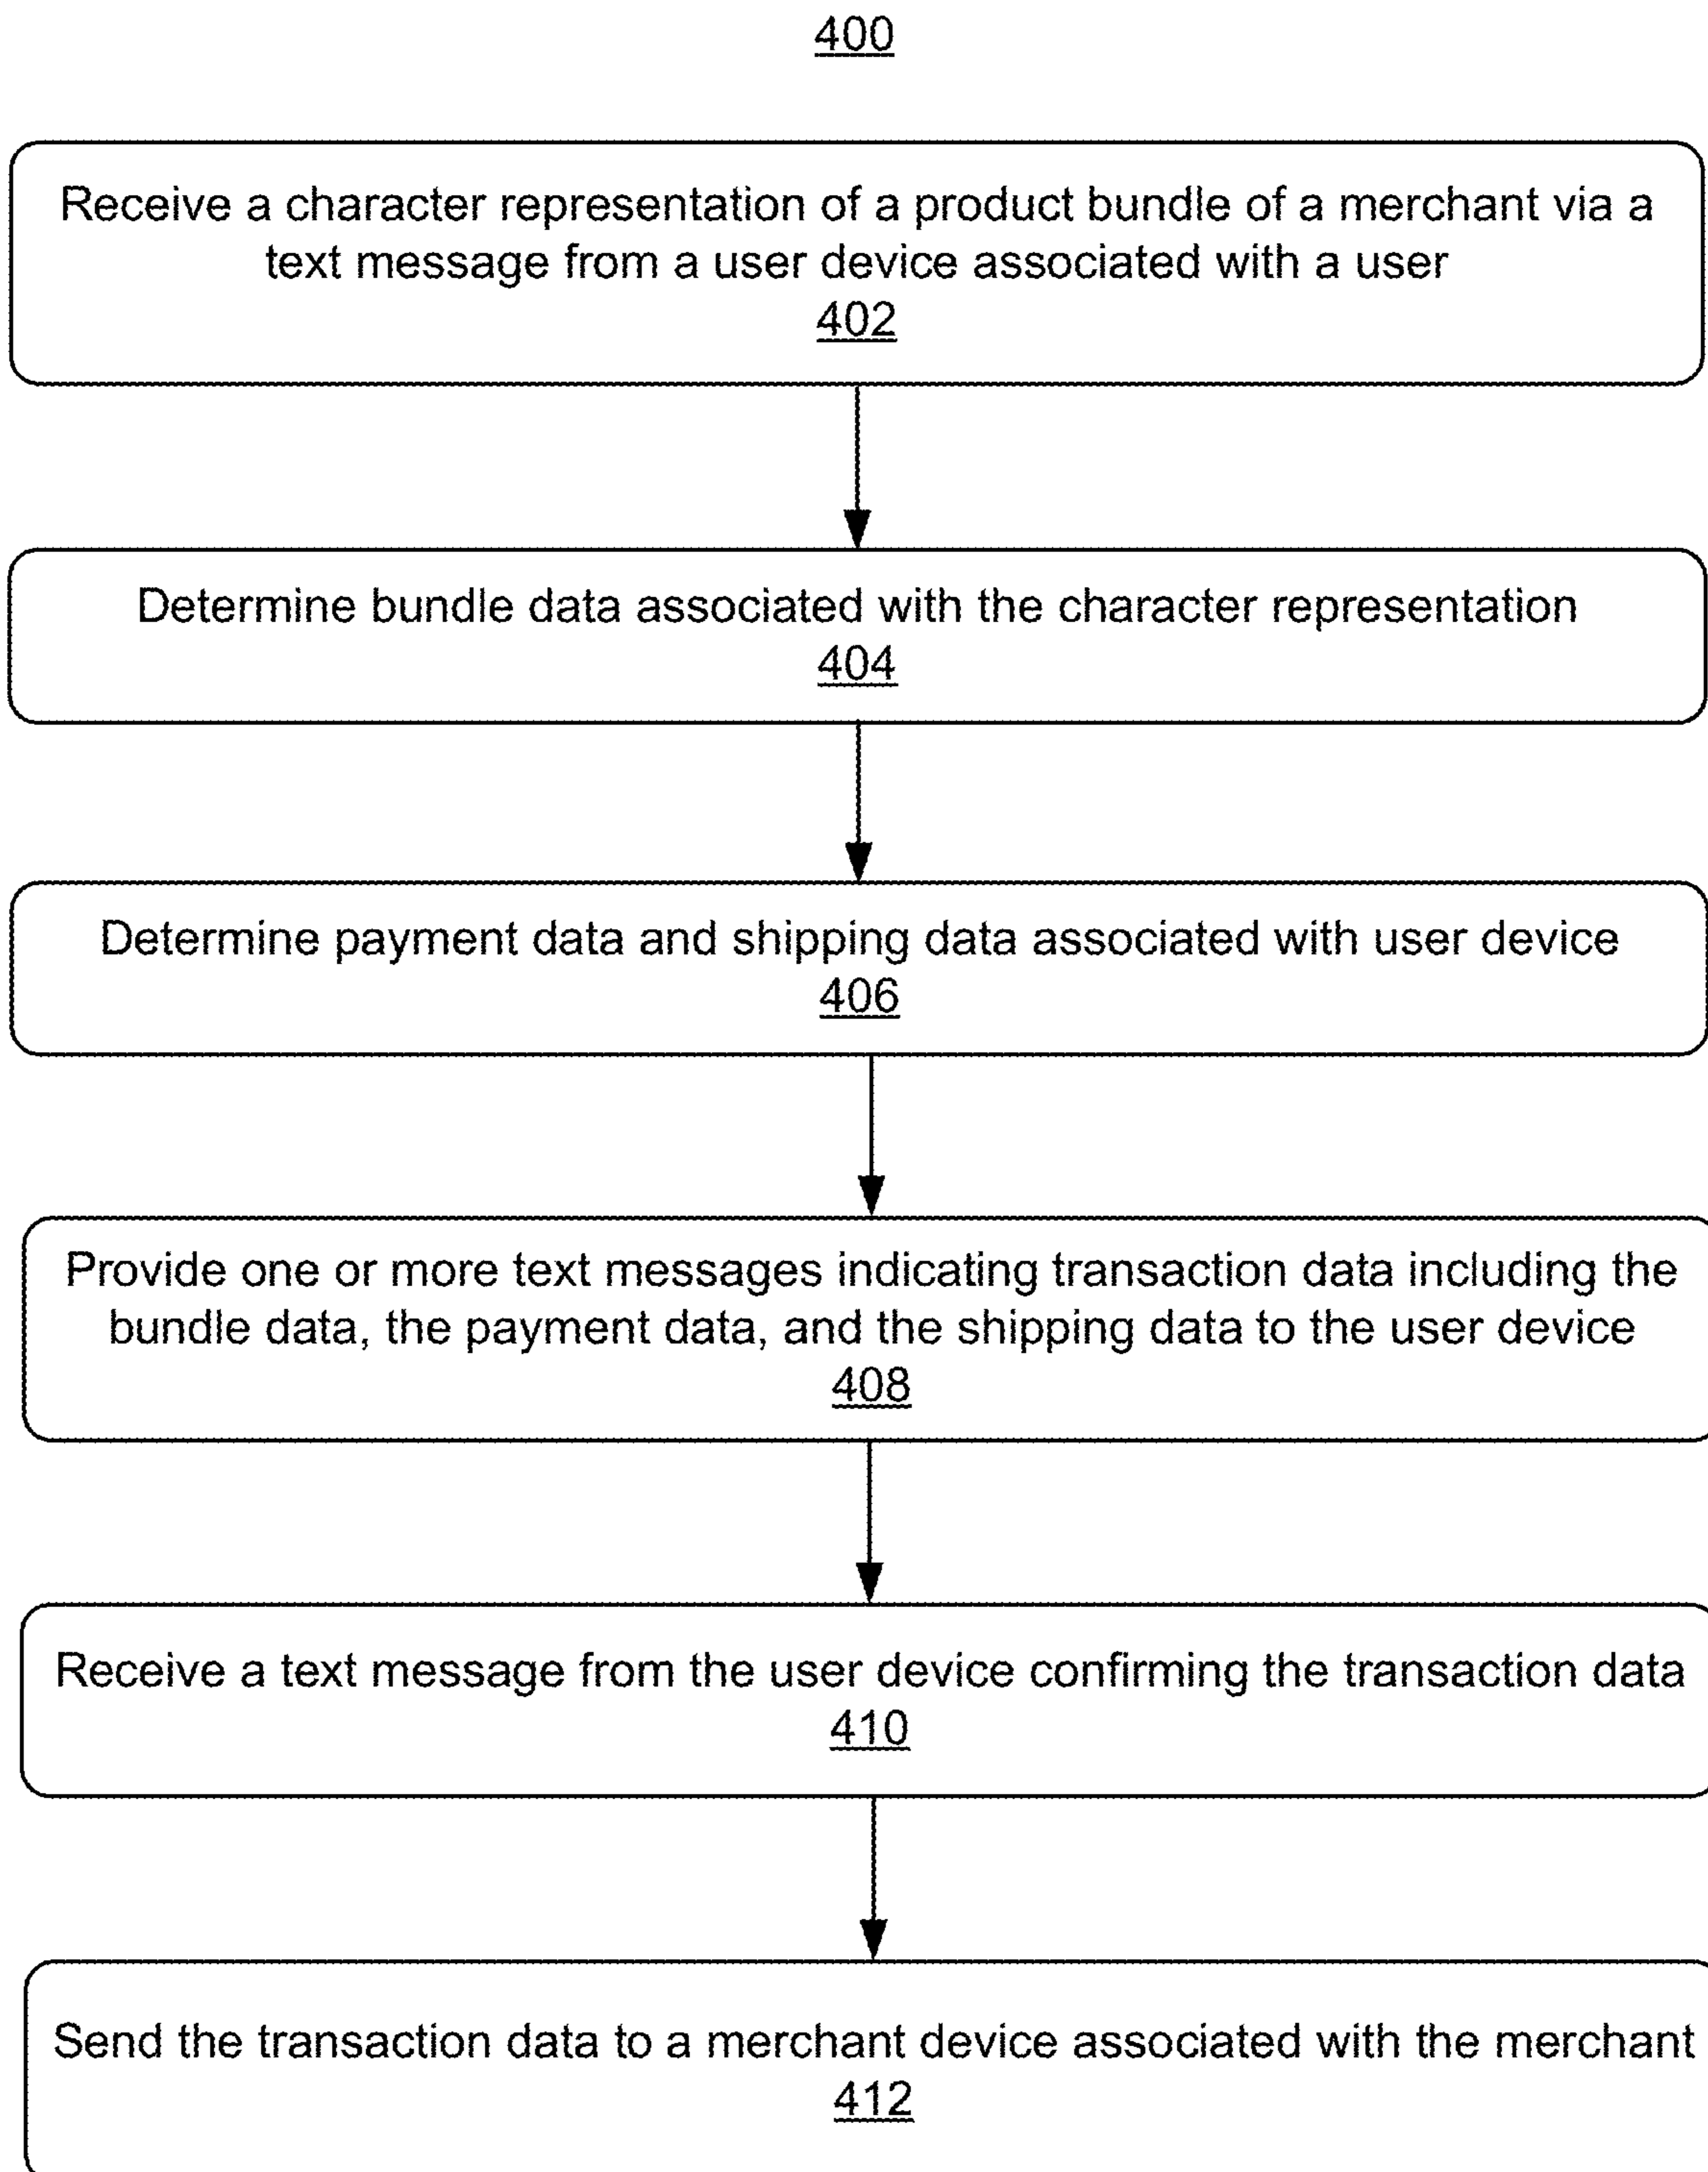 400
Receive a character representation of a product bundle of a merchant via a
text message from a user device associated with a user
402
Determine bundle data associated with the character representation
404
Determine payment data and shipping data associated with user device
406
Provide one or more text messages indicating transaction data including the
bundle data, the payment data, and the shipping data to the user device
408
Receive a text message from the user device confirming the transaction data
410
Send the transaction data to a merchant device associated with the merchant
412